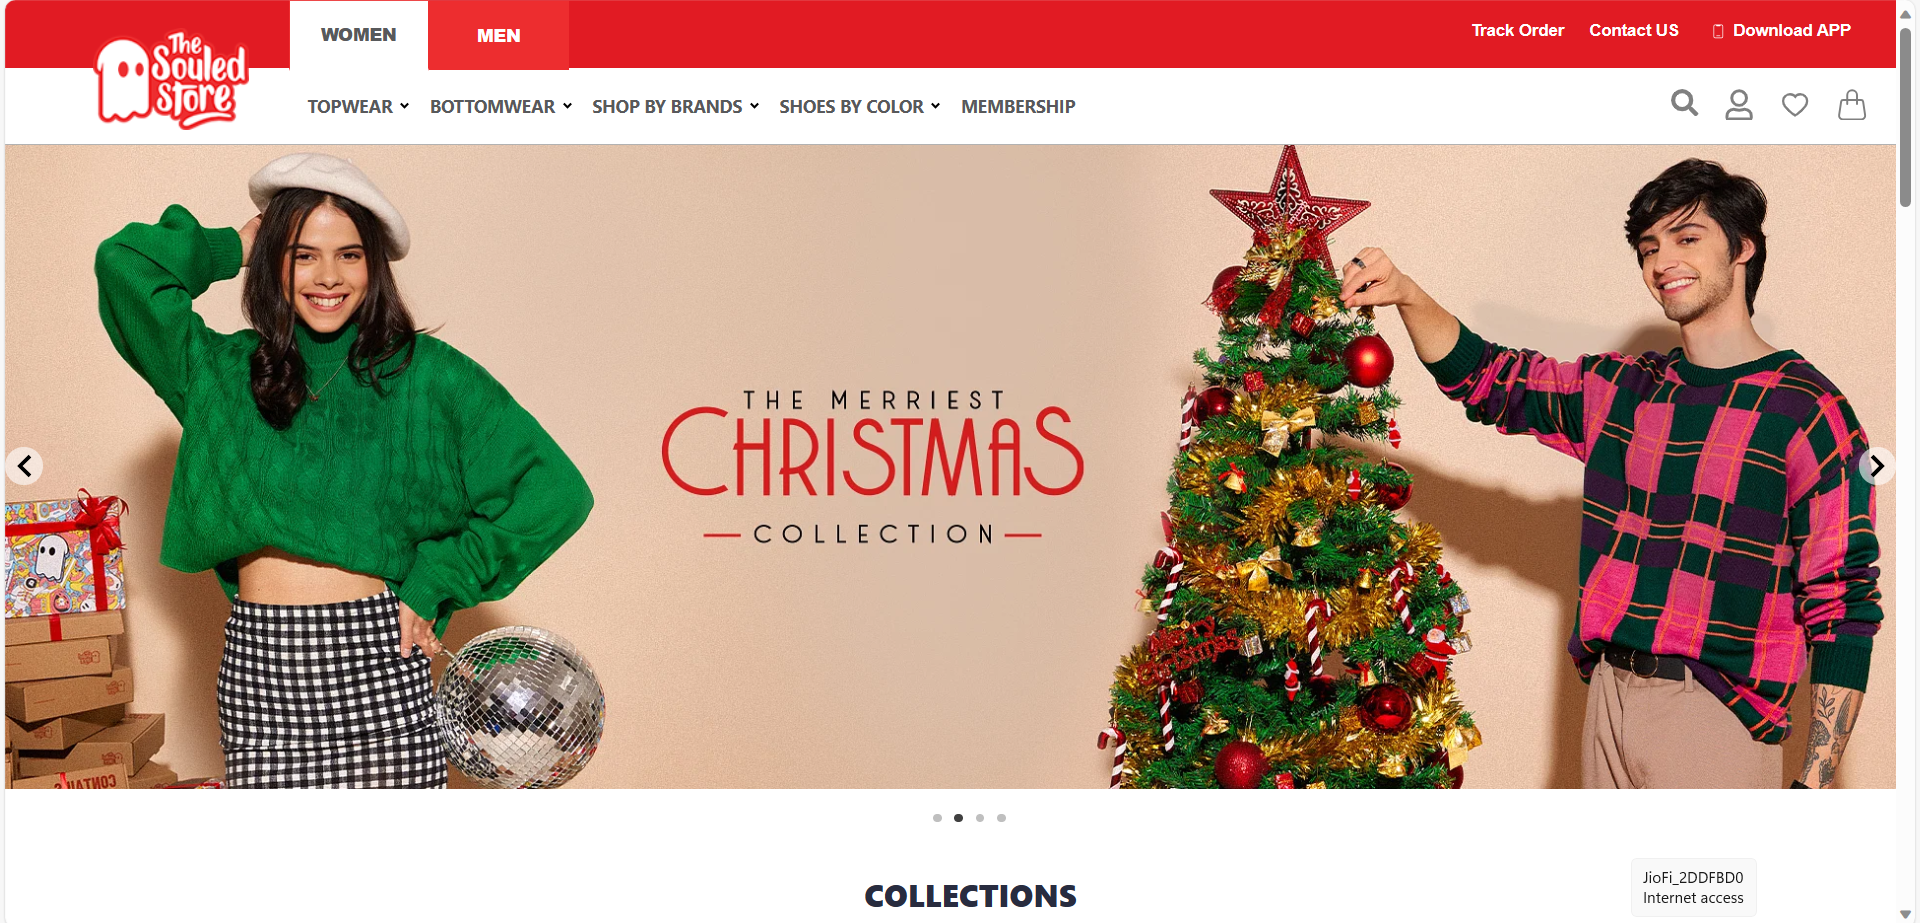 WOMEN
MEN
Track Order
Contact US
Download APP
The
Souled
Store
TOPWEAR
BOTTOMWEAR
SHOP BY BRANDS
SHOES BY COLOR
MEMBERSHIP
THE MERRIEST
CHRISTMAS
COLLECTION
Merry
Christmas
COLLECTIONS
JioFi_2DDFBD0
Internet access